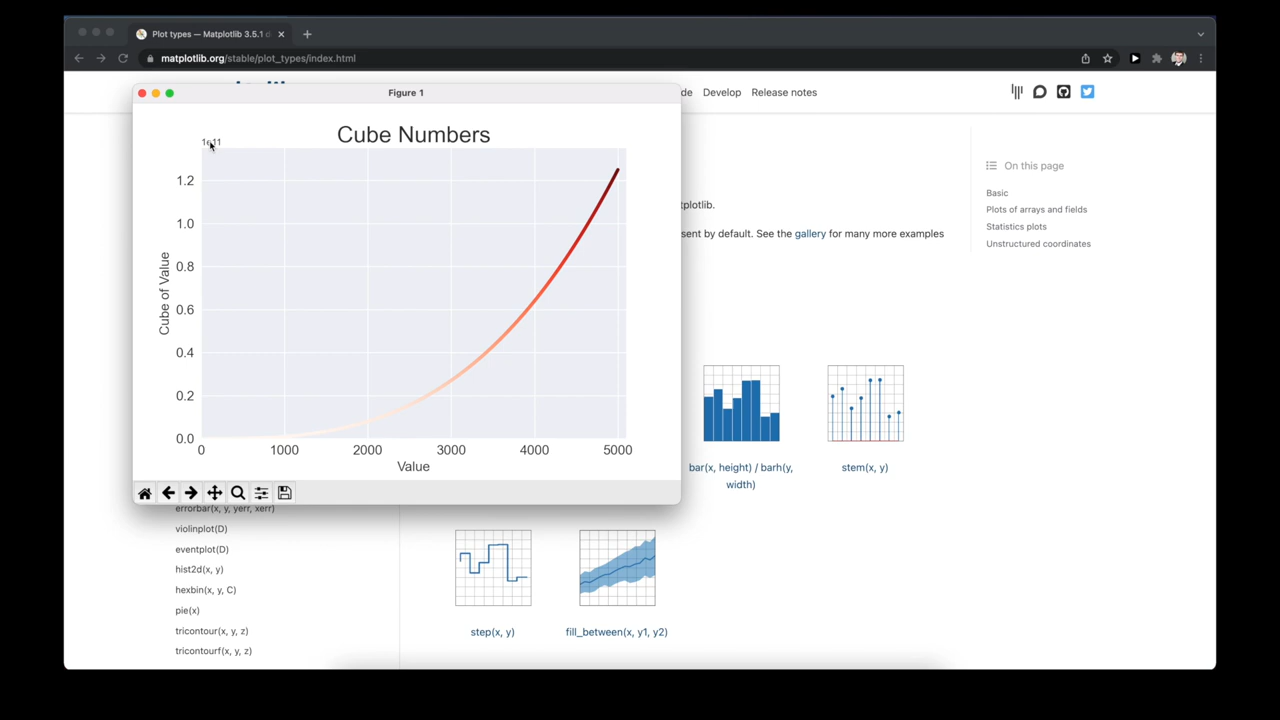 Plot types — Matplotlib 3.5.1 d
matplotlib.org/stable/plot_types/index.html
Figure 1
de Develop Release notes
Cube Numbers
1e11
1.2
1.0
0.8
0.6
0.4
0.2
0.0
Cube of Value
0 1000 2000 3000 4000 5000
Value
On this page
Basic
Plots of arrays and fields
Statistics plots
Unstructured coordinates
tplotlib.
sent by default. See the gallery for many more examples
bar(x, height) / barh(y,
width)
stem(x, y)
errorbar(x, y, yerr, xerr)
violinplot(D)
eventplot(D)
hist2d(x, y)
hexbin(x, y, C)
pie(x)
tricontour(x, y, z)
tricontourf(x, y, z)
step(x, y)
fill_between(x, y1, y2)